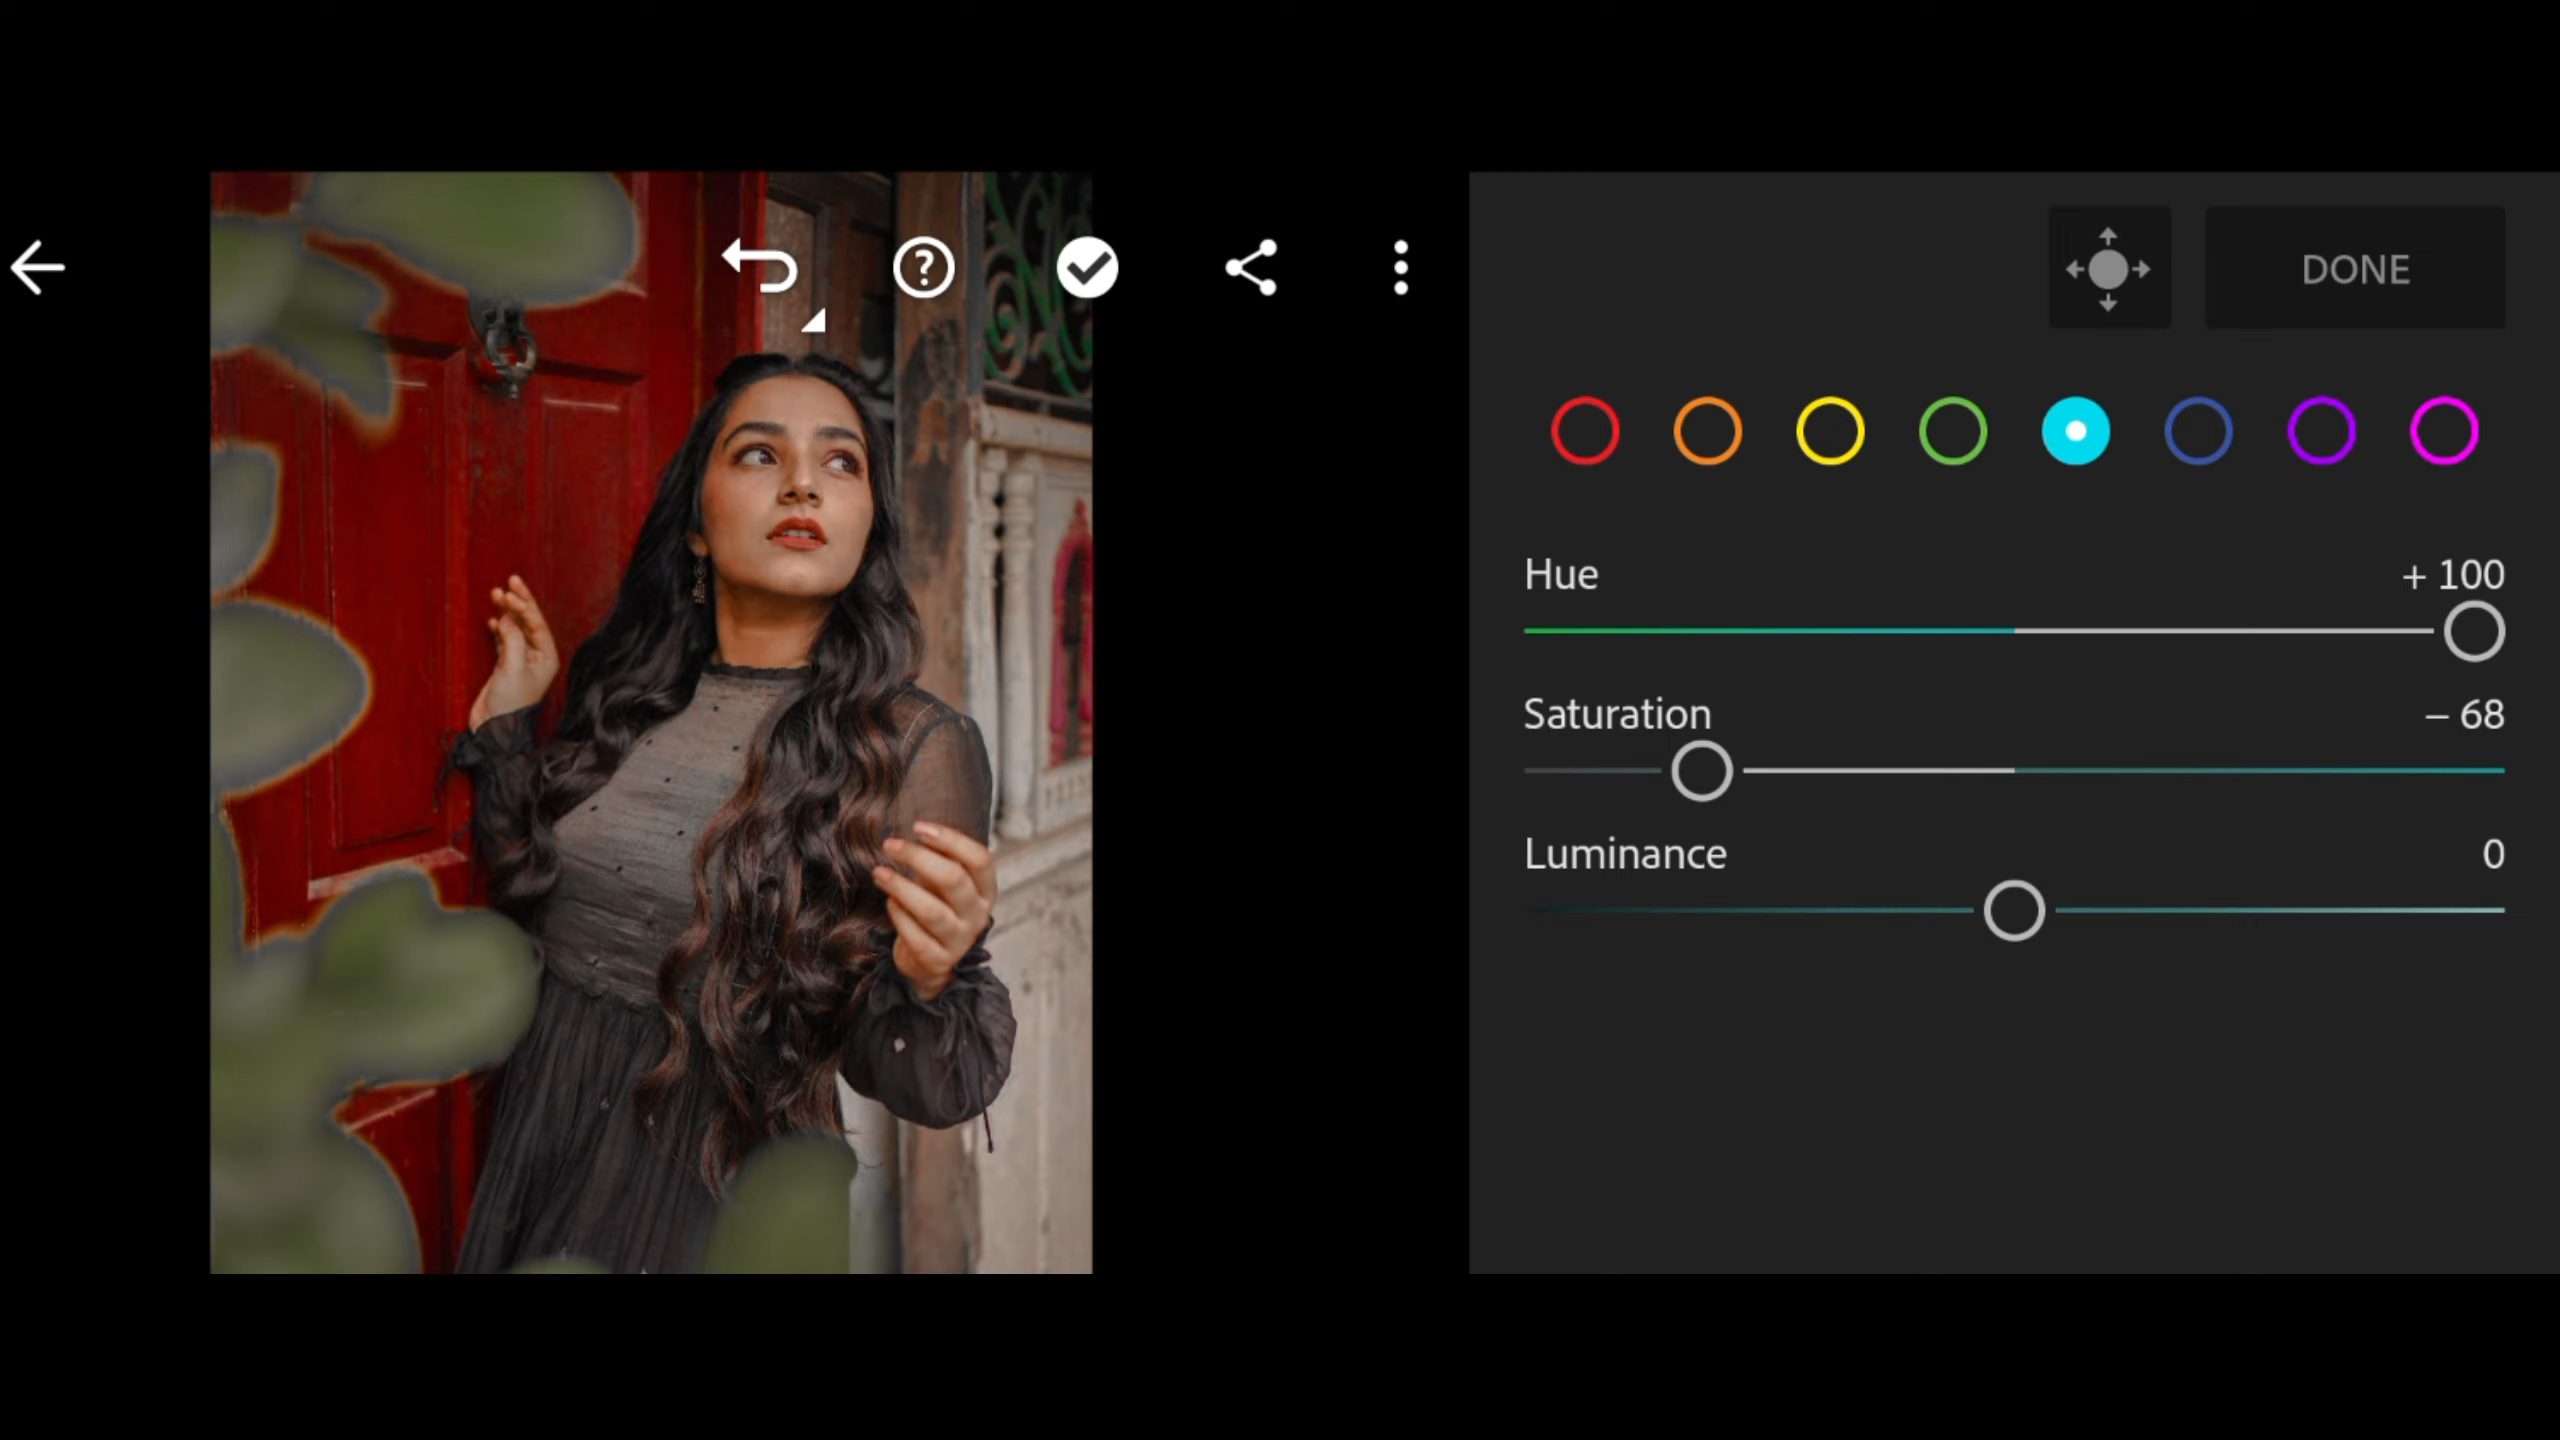 DONE
Hue + 100
Saturation – 68
Luminance 0